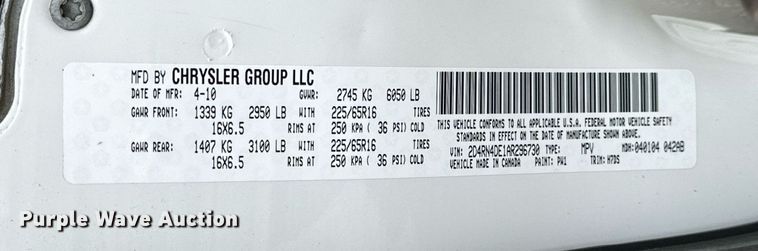 MFD BY CHRYSLER GROUP LLC
DATE OF MFR: 4-10 GVWR: 2745 KG 6050 LB
GAWR FRONT: 1339 KG 2950 LB WITH 225/65R16 TIRES
16X6.5 RIMS AT 250 KPA ( 36 PSI) COLD
GAWR REAR: 1407 KG 3100 LB WITH 225/65R16 TIRES
16X6.5 RIMS AT 250 KPA ( 36 PSI) COLD
THIS VEHICLE CONFORMS TO ALL APPLICABLE U.S.A. FEDERAL MOTOR VEHICLE SAFETY
STANDARDS IN EFFECT ON THE DATE OF MANUFACTURE SHOWN ABOVE.
VIN: 2D4RN4DE1AR296730 TYPE: MPV MDH: 040104 042AB
VEHICLE MADE IN CANADA PAINT: PW1 TRIM: H7DS
Purple Wave Auction